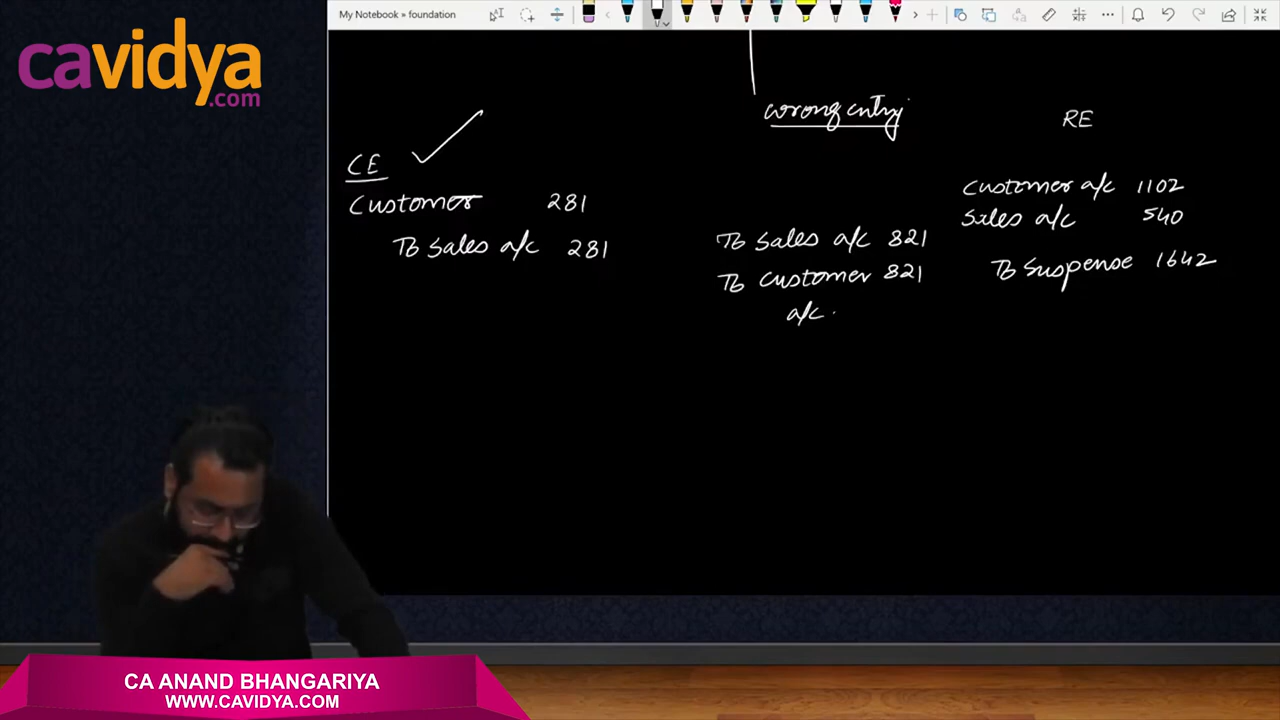 cavidya
.com
My Notebook » foundation
wrong entry
RE
CE
Customer 281
To Sales a/c 281
To Sales a/c 821
To Customer 821
a/c.
Customer a/c 1102
Sales a/c 540
To Suspense 1642
CA ANAND BHANGARIYA
WWW.CAVIDYA.COM